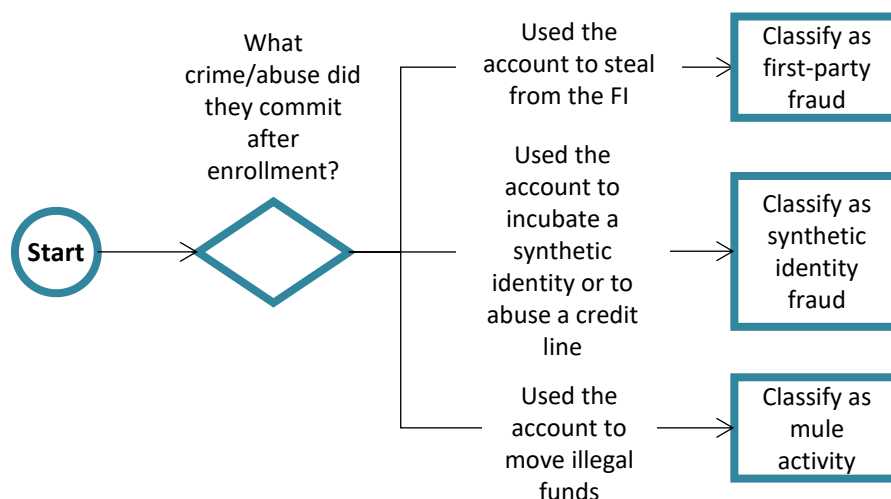 What
crime/abuse did
they commit
after
enrollment?
Start
Used the
account to steal
from the FI
Classify as
first-party
fraud
Used the
account to
incubate a
synthetic
identity or to
abuse a credit
line
Classify as
synthetic
identity
fraud
Used the
account to
move illegal
funds
Classify as
mule
activity